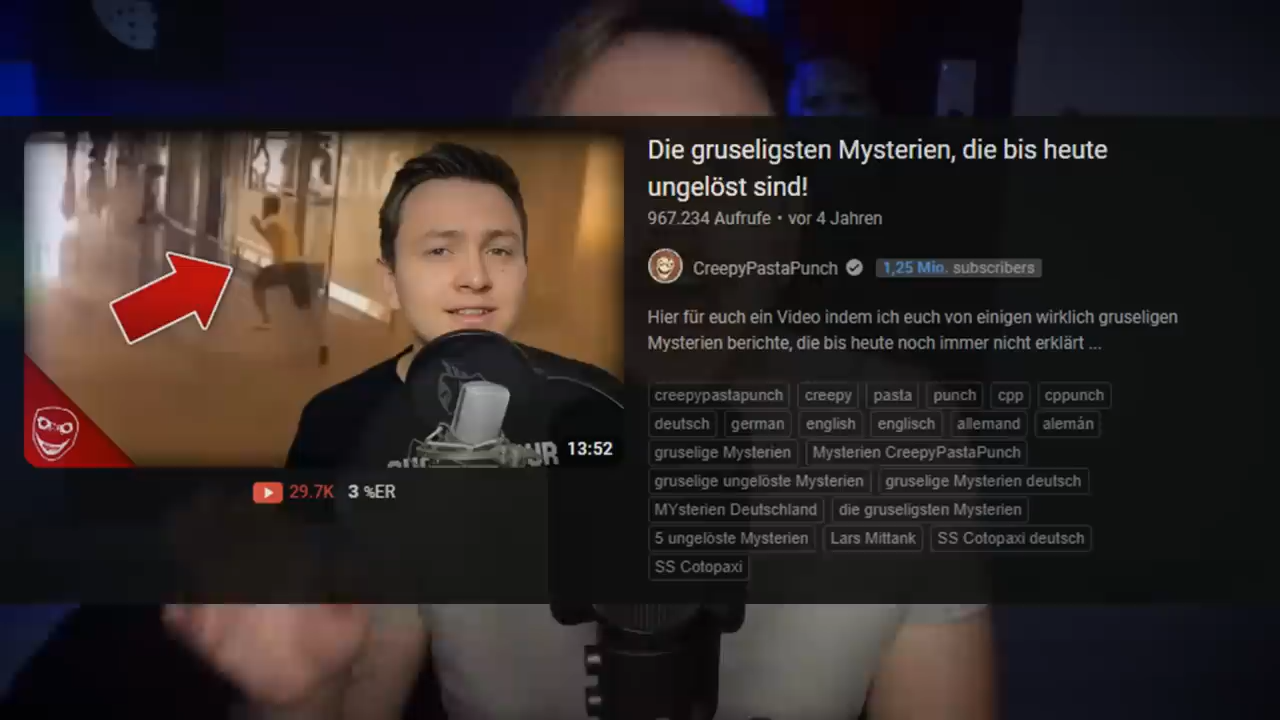 Die gruseligsten Mysterien, die bis heute
ungelöst sind!
967.234 Aufrufe • vor 4 Jahren
CreepyPastaPunch
1,25 Mio. subscribers
Hier für euch ein Video indem ich euch von einigen wirklich gruseligen
Mysterien berichte, die bis heute noch immer nicht erklärt ...
creepypastapunch creepy pasta punch cpp cppunch
deutsch german english englisch allemand alemán
gruselige Mysterien Mysterien CreepyPastaPunch
gruselige ungelöste Mysterien gruselige Mysterien deutsch
MYsterien Deutschland die gruseligsten Mysterien
5 ungelöste Mysterien Lars Mittank SS Cotopaxi deutsch
SS Cotopaxi
13:52
29.7K 3 %ER